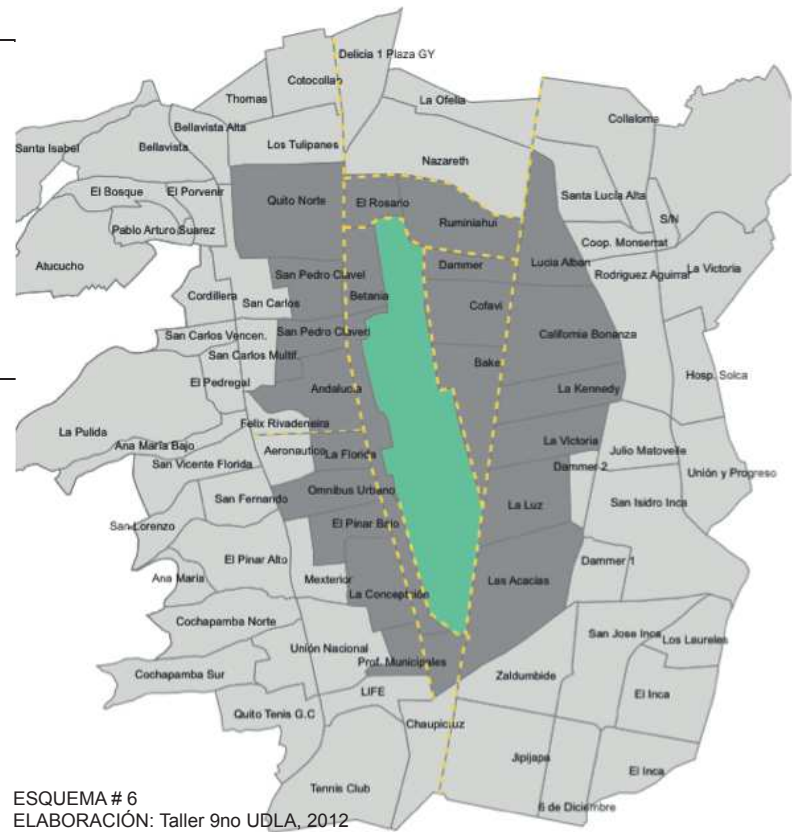 Delicia 1 Plaza GY
Cotocollao
Thomas
La Ofelia
Collaloma
Bellavista Alta
Santa Isabel
Bellavista
Los Tulipanes
Nazareth
El Bosque
El Porvenir
Quito Norte
El Rosario
Santa Lucia Alta
Pablo Arturo Suarez
Ruminiahui
S/N
Coop. Monserrat
Atucucho
San Pedro Clavel
Dammer
Lucia Alban
Rodriguez Aguirrar
La Victoria
Cordillera
San Carlos
Betania
Cofavi
San Carlos Vencen.
San Pedro Claveri
California Bonanza
San Carlos Multif.
Bake
El Pedregal
Andalucia
La Kennedy
Hosp. Solca
Felix Rivadeneira
La Pulida
Ana Maria Bajo
Aeronautico
La Florida
La Victoria
Julio Matovelle
San Vicente Florida
Dammer 2
Unión y Progreso
San Fernando
Omnibus Urbano
La Luz
San Isidro Inca
San Lorenzo
El Pinar Bajo
El Pinar Alto
Dammer 1
Ana Maria
Mexterior
La Concepción
Las Acacias
Cochapamba Norte
San Jose Inca
Los Laureles
Unión Nacional
Cochapamba Sur
Prof. Municipales
Zaldumbide
LIFE
El Inca
Quito Tenis G.C
Chaupicruz
Jipijapa
El Inca
Tennis Club
6 de Diciembre
ESQUEMA # 6
ELABORACIÓN: Taller 9no UDLA, 2012